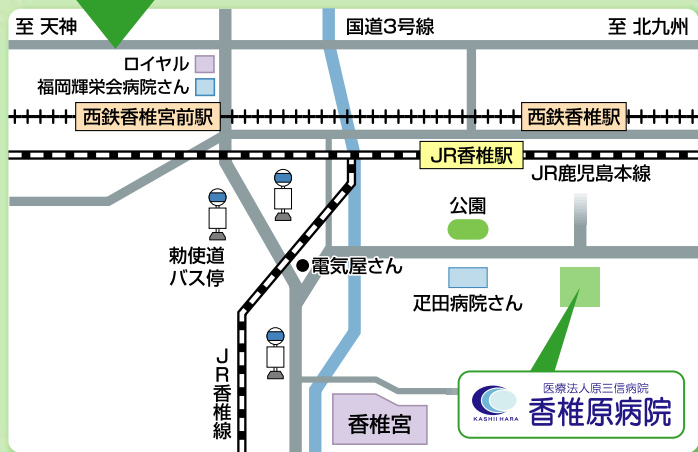 至 天神
国道3号線
至 北九州
ロイヤル
福岡輝栄会病院さん
西鉄香椎宮前駅
西鉄香椎駅
JR香椎駅
JR鹿児島本線
公園
勅使道
バス停
電気屋さん
疋田病院さん
JR香椎線
香椎宮
医療法人原三信病院
香椎原病院
KASHII HARA